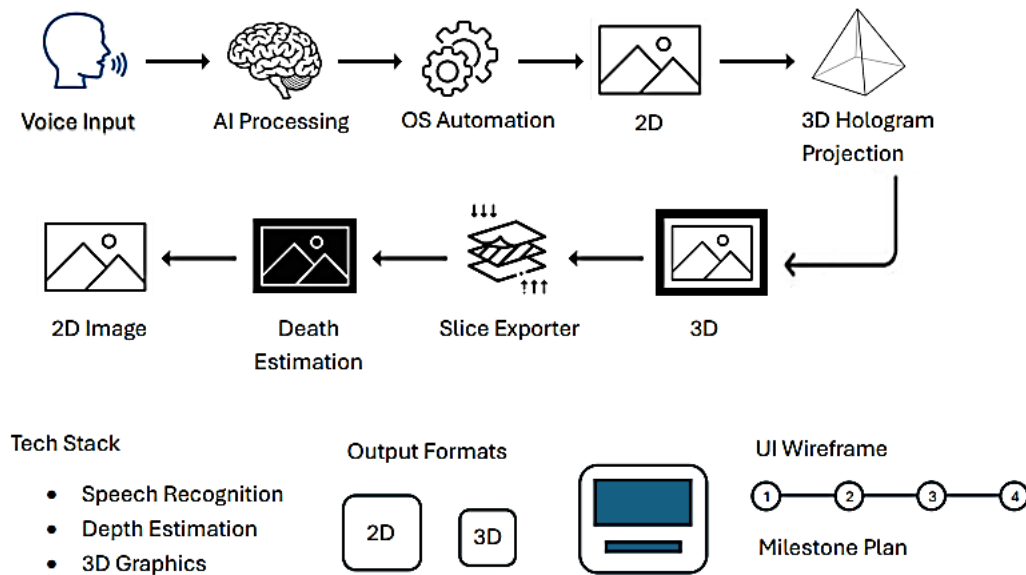 Voice Input
AI Processing
OS Automation
2D
3D Hologram
Projection
2D Image
Death
Estimation
Slice Exporter
3D
Tech Stack
• Speech Recognition
• Depth Estimation
• 3D Graphics
Output Formats
2D
3D
UI Wireframe
1
2
3
4
Milestone Plan